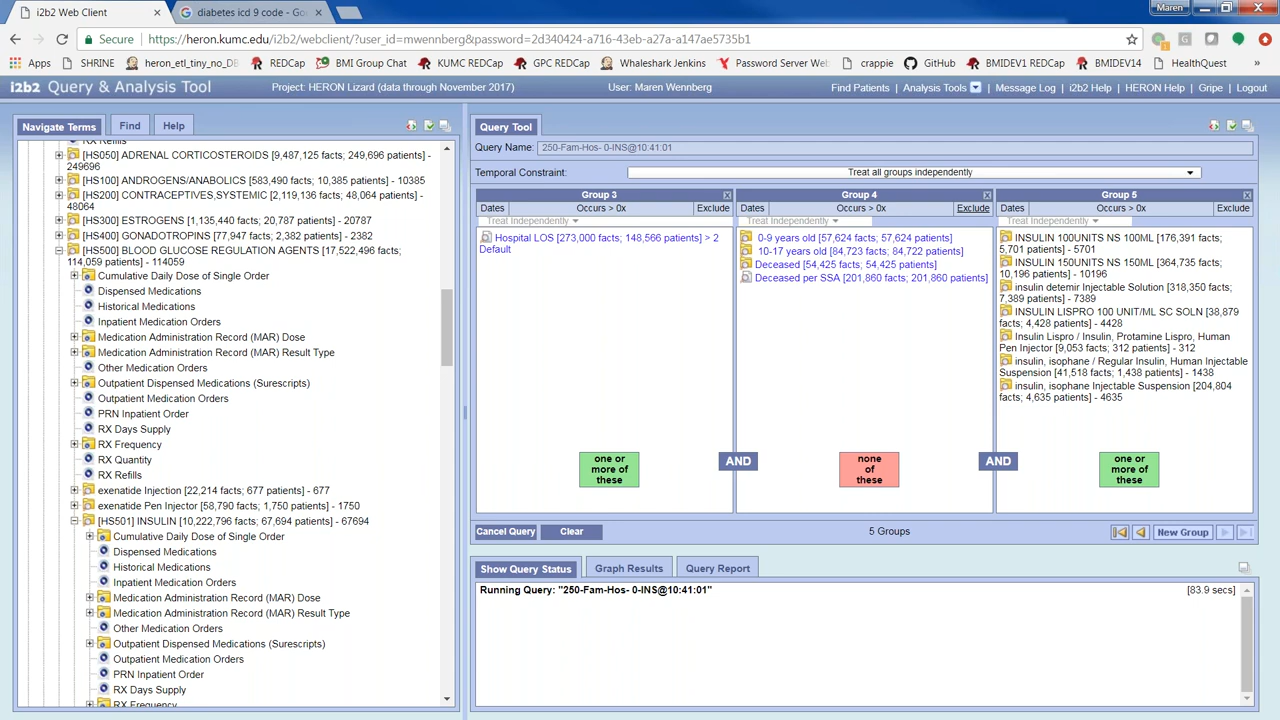 i2b2 Web Client
diabetes icd 9 code - Goo
Maren
Secure
https://heron.kumc.edu/i2b2/webclient/?user_id=mwennberg&password=2d340424-a716-43eb-a27a-a147ae5735b1
Apps
SHRINE
heron_etl_tiny_no_DE
REDCap
BMI Group Chat
KUMC REDCap
GPC REDCap
Whaleshark Jenkins
Password Server Web
crappie
GitHub
BMIDEV1 REDCap
BMIDEV14
HealthQuest
»
i2b2 Query & Analysis Tool
Project: HERON Lizard (data through November 2017)
User: Maren Wennberg
Find Patients
Analysis Tools
Message Log
i2b2 Help
HERON Help
Gripe
Logout
Navigate Terms
Find
Help
RX Refills
[HS050] ADRENAL CORTICOSTEROIDS [9,487,125 facts; 249,696 patients] -
249696
[HS100] ANDROGENS/ANABOLICS [583,490 facts; 10,385 patients] - 10385
[HS200] CONTRACEPTIVES,SYSTEMIC [2,119,136 facts; 48,064 patients] -
48064
[HS300] ESTROGENS [1,135,440 facts; 20,787 patients] - 20787
[HS400] GONADOTROPINS [77,947 facts; 2,382 patients] - 2382
[HS500] BLOOD GLUCOSE REGULATION AGENTS [17,522,496 facts;
114,059 patients] - 114059
Cumulative Daily Dose of Single Order
Dispensed Medications
Historical Medications
Inpatient Medication Orders
Medication Administration Record (MAR) Dose
Medication Administration Record (MAR) Result Type
Other Medication Orders
Outpatient Dispensed Medications (Surescripts)
Outpatient Medication Orders
PRN Inpatient Order
RX Days Supply
RX Frequency
RX Quantity
RX Refills
exenatide Injection [22,214 facts; 677 patients] - 677
exenatide Pen Injector [58,790 facts; 1,750 patients] - 1750
[HS501] INSULIN [10,222,796 facts; 67,694 patients] - 67694
Cumulative Daily Dose of Single Order
Dispensed Medications
Historical Medications
Inpatient Medication Orders
Medication Administration Record (MAR) Dose
Medication Administration Record (MAR) Result Type
Other Medication Orders
Outpatient Dispensed Medications (Surescripts)
Outpatient Medication Orders
PRN Inpatient Order
RX Days Supply
RX Frequency
Query Tool
Query Name:
250-Fam-Hos- 0-INS@10:41:01
Temporal Constraint:
Treat all groups independently
Group 3
Dates
Occurs > 0x
Exclude
Treat Independently
Hospital LOS [273,000 facts; 148,566 patients] > 2
Default
one or
more of
these
AND
Group 4
Dates
Occurs > 0x
Exclude
Treat Independently
0-9 years old [57,624 facts; 57,624 patients]
10-17 years old [84,723 facts; 84,722 patients]
Deceased [54,425 facts; 54,425 patients]
Deceased per SSA [201,860 facts; 201,860 patients]
none
of
these
AND
Group 5
Dates
Occurs > 0x
Exclude
Treat Independently
INSULIN 100UNITS NS 100ML [176,391 facts;
5,701 patients] - 5701
INSULIN 150UNITS NS 150ML [364,735 facts;
10,196 patients] - 10196
insulin detemir Injectable Solution [318,350 facts;
7,389 patients] - 7389
INSULIN LISPRO 100 UNIT/ML SC SOLN [38,879
facts; 4,428 patients] - 4428
Insulin Lispro / Insulin, Protamine Lispro, Human
Pen Injector [9,053 facts; 312 patients] - 312
insulin, isophane / Regular Insulin, Human Injectable
Suspension [41,518 facts; 1,438 patients] - 1438
insulin, isophane Injectable Suspension [204,804
facts; 4,635 patients] - 4635
one or
more of
these
Cancel Query
Clear
5 Groups
New Group
Show Query Status
Graph Results
Query Report
Running Query: "250-Fam-Hos- 0-INS@10:41:01"
[83.9 secs]